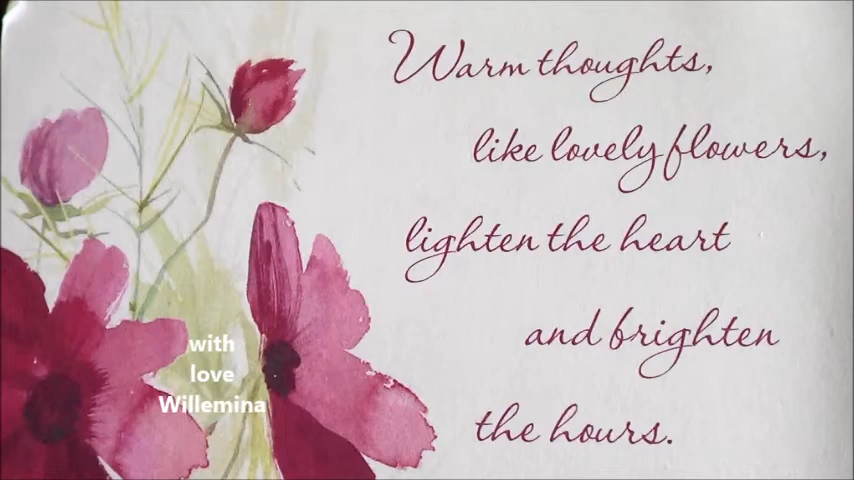 Warm thoughts,
like lovely flowers,
lighten the heart
and brighten
the hours.
with
love
Willemina